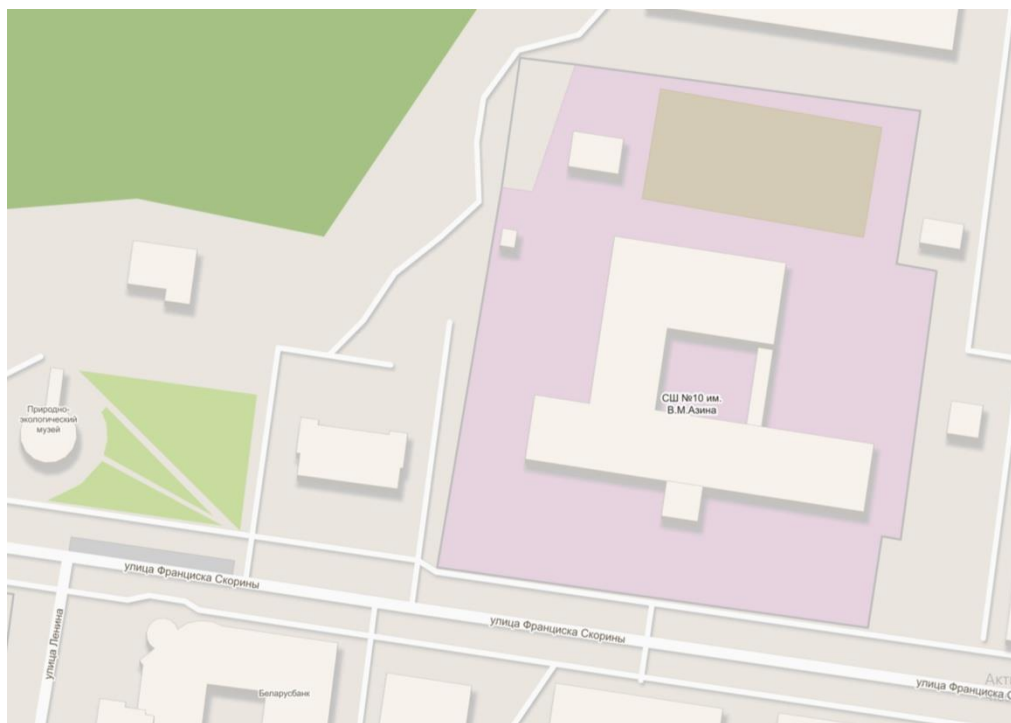 СШ №10 им.
В.М.Азина
Природно-
экологический
музей
улица Франциска Скорины
улица Ленина
улица Франциска Скорины
Беларусбанк
улица Франциска С